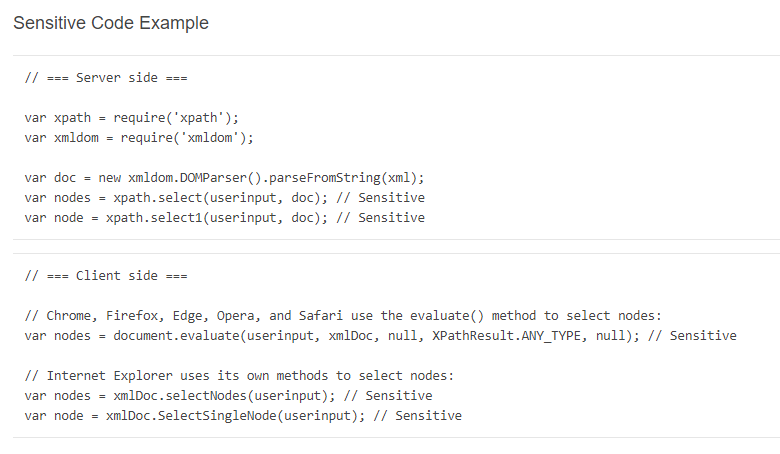 Sensitive Code Example
// === Server side ===
var xpath = require('xpath');
var xmldom = require('xmldom');
var doc = new xmldom.DOMParser().parseFromString(xml);
var nodes = xpath.select(userinput, doc); // Sensitive
var node = xpath.select1(userinput, doc); // Sensitive
// === Client side ===
// Chrome, Firefox, Edge, Opera, and Safari use the evaluate() method to select nodes:
var nodes = document.evaluate(userinput, xmlDoc, null, XPathResult.ANY_TYPE, null); // Sensitive
// Internet Explorer uses its own methods to select nodes:
var nodes = xmlDoc.selectNodes(userinput); // Sensitive
var node = xmlDoc.SelectSingleNode(userinput); // Sensitive